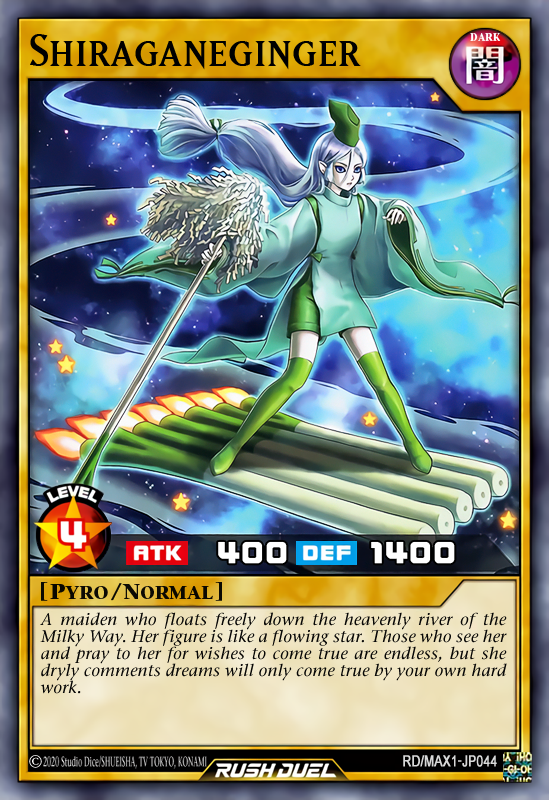 SHIRAGANEGINGER
DARK
闇
LEVEL
4
ATK 400 DEF 1400
[PYRO/NORMAL]
A maiden who floats freely down the heavenly river of the
Milky Way. Her figure is like a flowing star. Those who see her
and pray to her for wishes to come true are endless, but she
dryly comments dreams will only come true by your own hard
work.
©2020 Studio Dice/SHUEISHA, TV TOKYO, KONAMI
RUSH DUEL
RD/MAX1-JP044